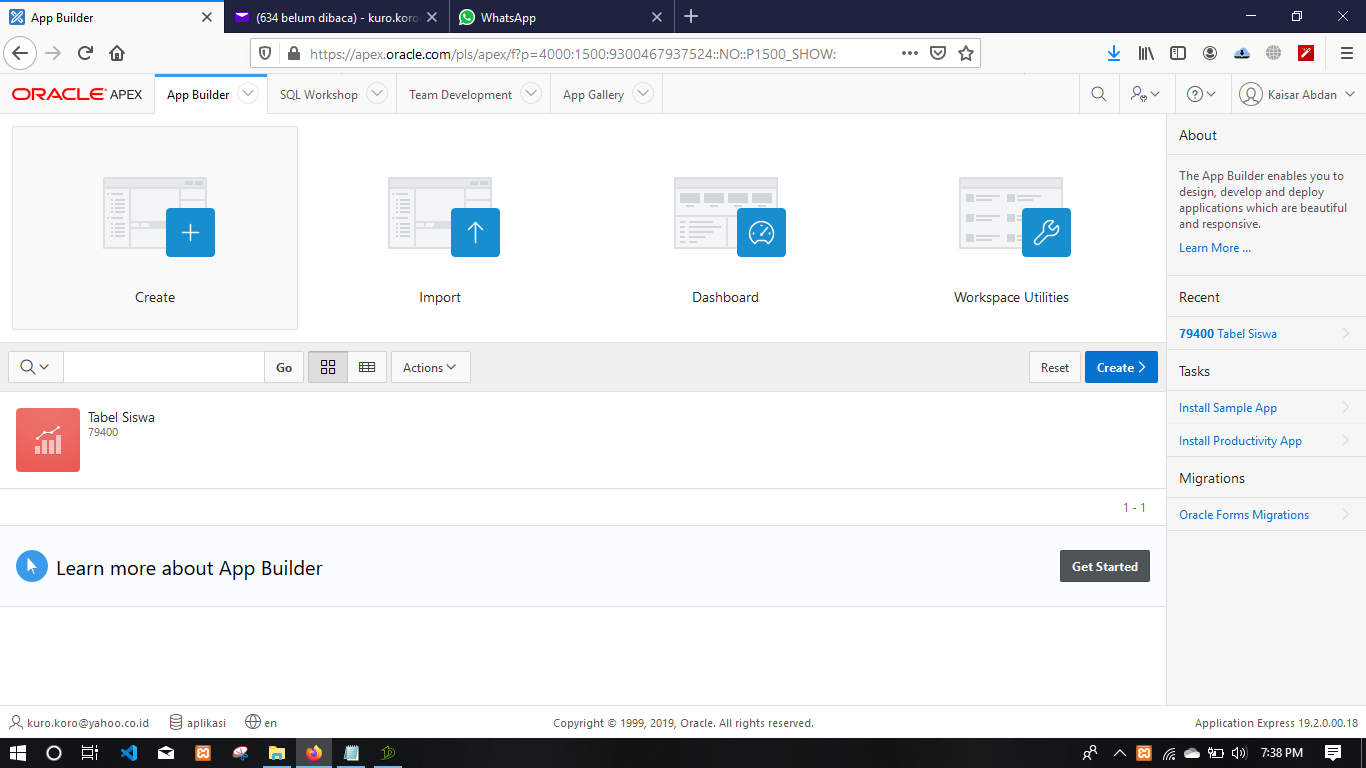 App Builder
(634 belum dibaca) - kuro.koro
WhatsApp
https://apex.oracle.com/pls/apex/f?p=4000:1500:9300467937524::NO::P1500_SHOW:
ORACLE APEX
App Builder
SQL Workshop
Team Development
App Gallery
Kaisar Abdan
Create
Import
Dashboard
Workspace Utilities
Go
Actions
Reset
Create
Tabel Siswa
79400
1 - 1
Learn more about App Builder
Get Started
About
The App Builder enables you to
design, develop and deploy
applications which are beautiful
and responsive.
Learn More ...
Recent
79400 Tabel Siswa
Tasks
Install Sample App
Install Productivity App
Migrations
Oracle Forms Migrations
kuro.koro@yahoo.co.id
aplikasi
en
Copyright © 1999, 2019, Oracle. All rights reserved.
Application Express 19.2.0.00.18
7:38 PM